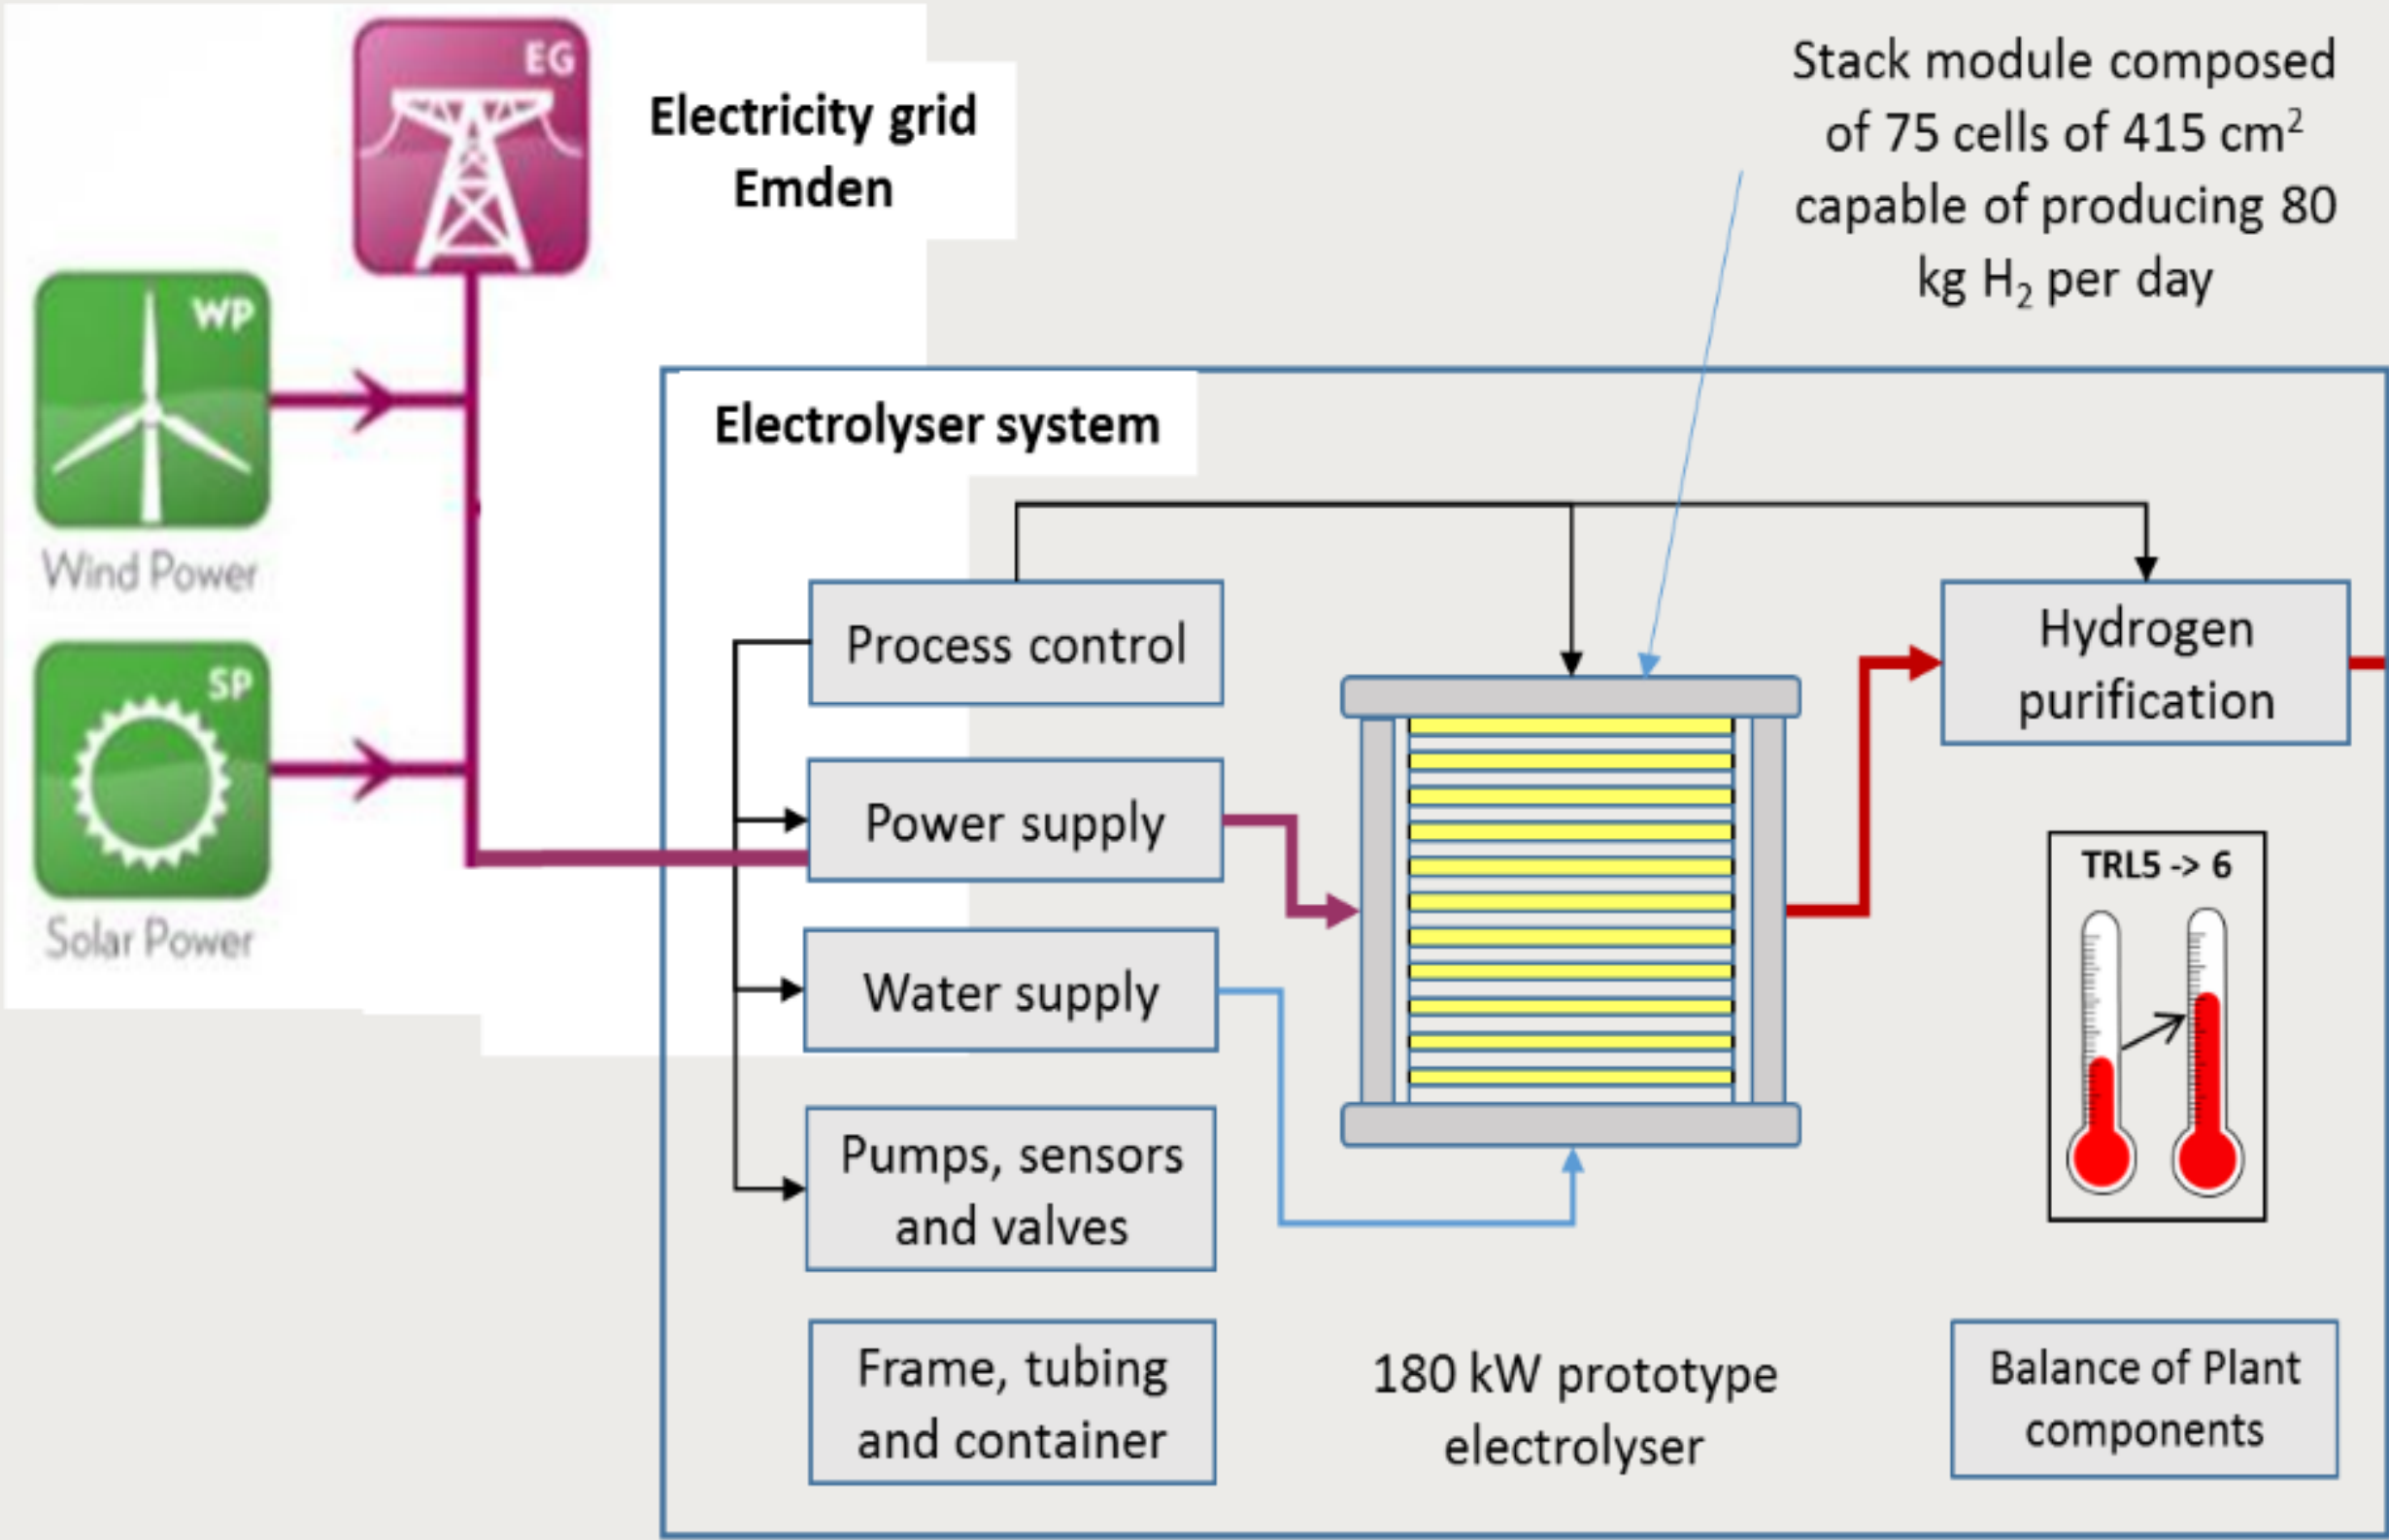 EG
Electricity grid
Emden
Stack module composed
of 75 cells of 415 cm²
capable of producing 80
kg H₂ per day
WP
Wind Power
SP
Solar Power
Electrolyser system
Process control
Power supply
Water supply
Pumps, sensors
and valves
Frame, tubing
and container
180 kW prototype
electrolyser
Hydrogen
purification
TRL5 -> 6
Balance of Plant
components